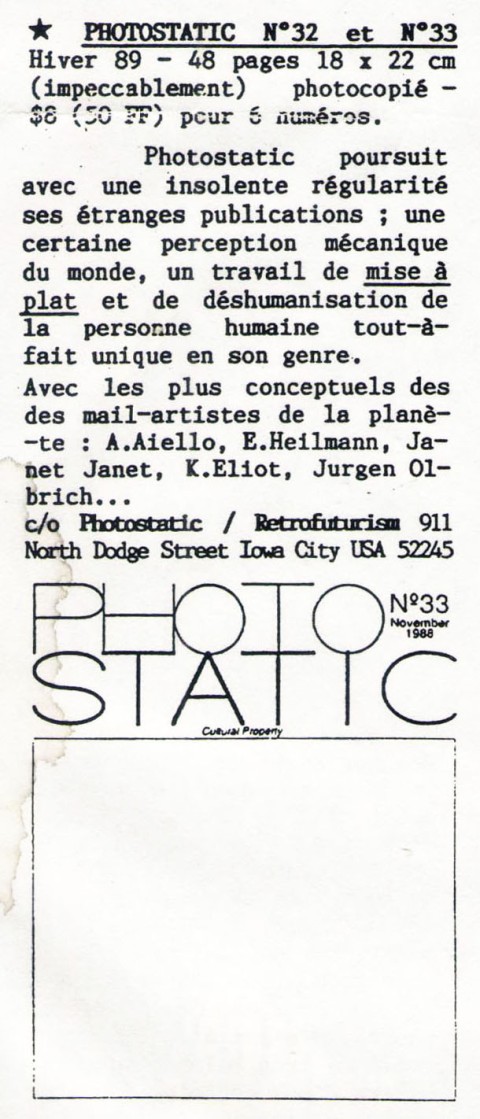 ★ PHOTOSTATIC N°32 et N°33
Hiver 89 - 48 pages 18 x 22 cm
(impeccablement) photocopié -
$8 (50 FF) pour 6 numéros.
Photostatic poursuit
avec une insolente régularité
ses étranges publications ; une
certaine perception mécanique
du monde, un travail de mise à
plat et de déshumanisation de
la personne humaine tout-à-
fait unique en son genre.
Avec les plus conceptuels des
des mail-artistes de la planè-
-te : A.Aiello, E.Heilmann, Ja-
net Janet, K.Eliot, Jurgen Ol-
brich...
c/o Photostatic / Retrofuturism 911
North Dodge Street Iowa City USA 52245
PHOTO
Nº33
November
1988
STATIC
Cultural Property